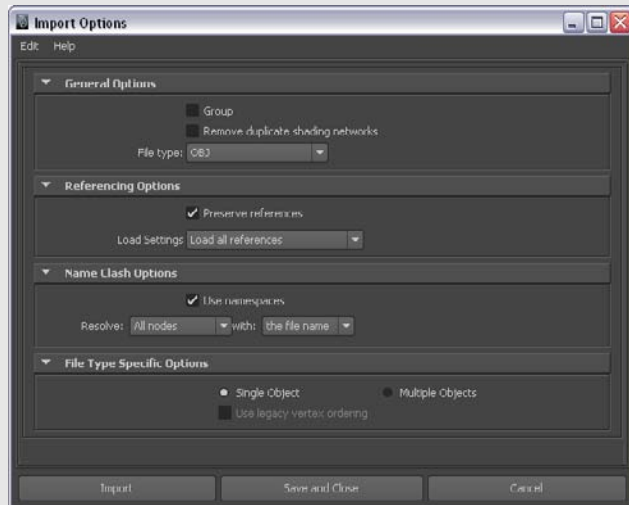 Import Options
Edit Help
General Options
Group
Remove duplicate shading networks
File type: OBJ
Referencing Options
Preserve references
Load Settings Load all references
Name Clash Options
Use namespaces
Resolve: All nodes with: the file name
File Type Specific Options
Single Object Multiple Objects
Use legacy vertex ordering
Import Save and Close Cancel